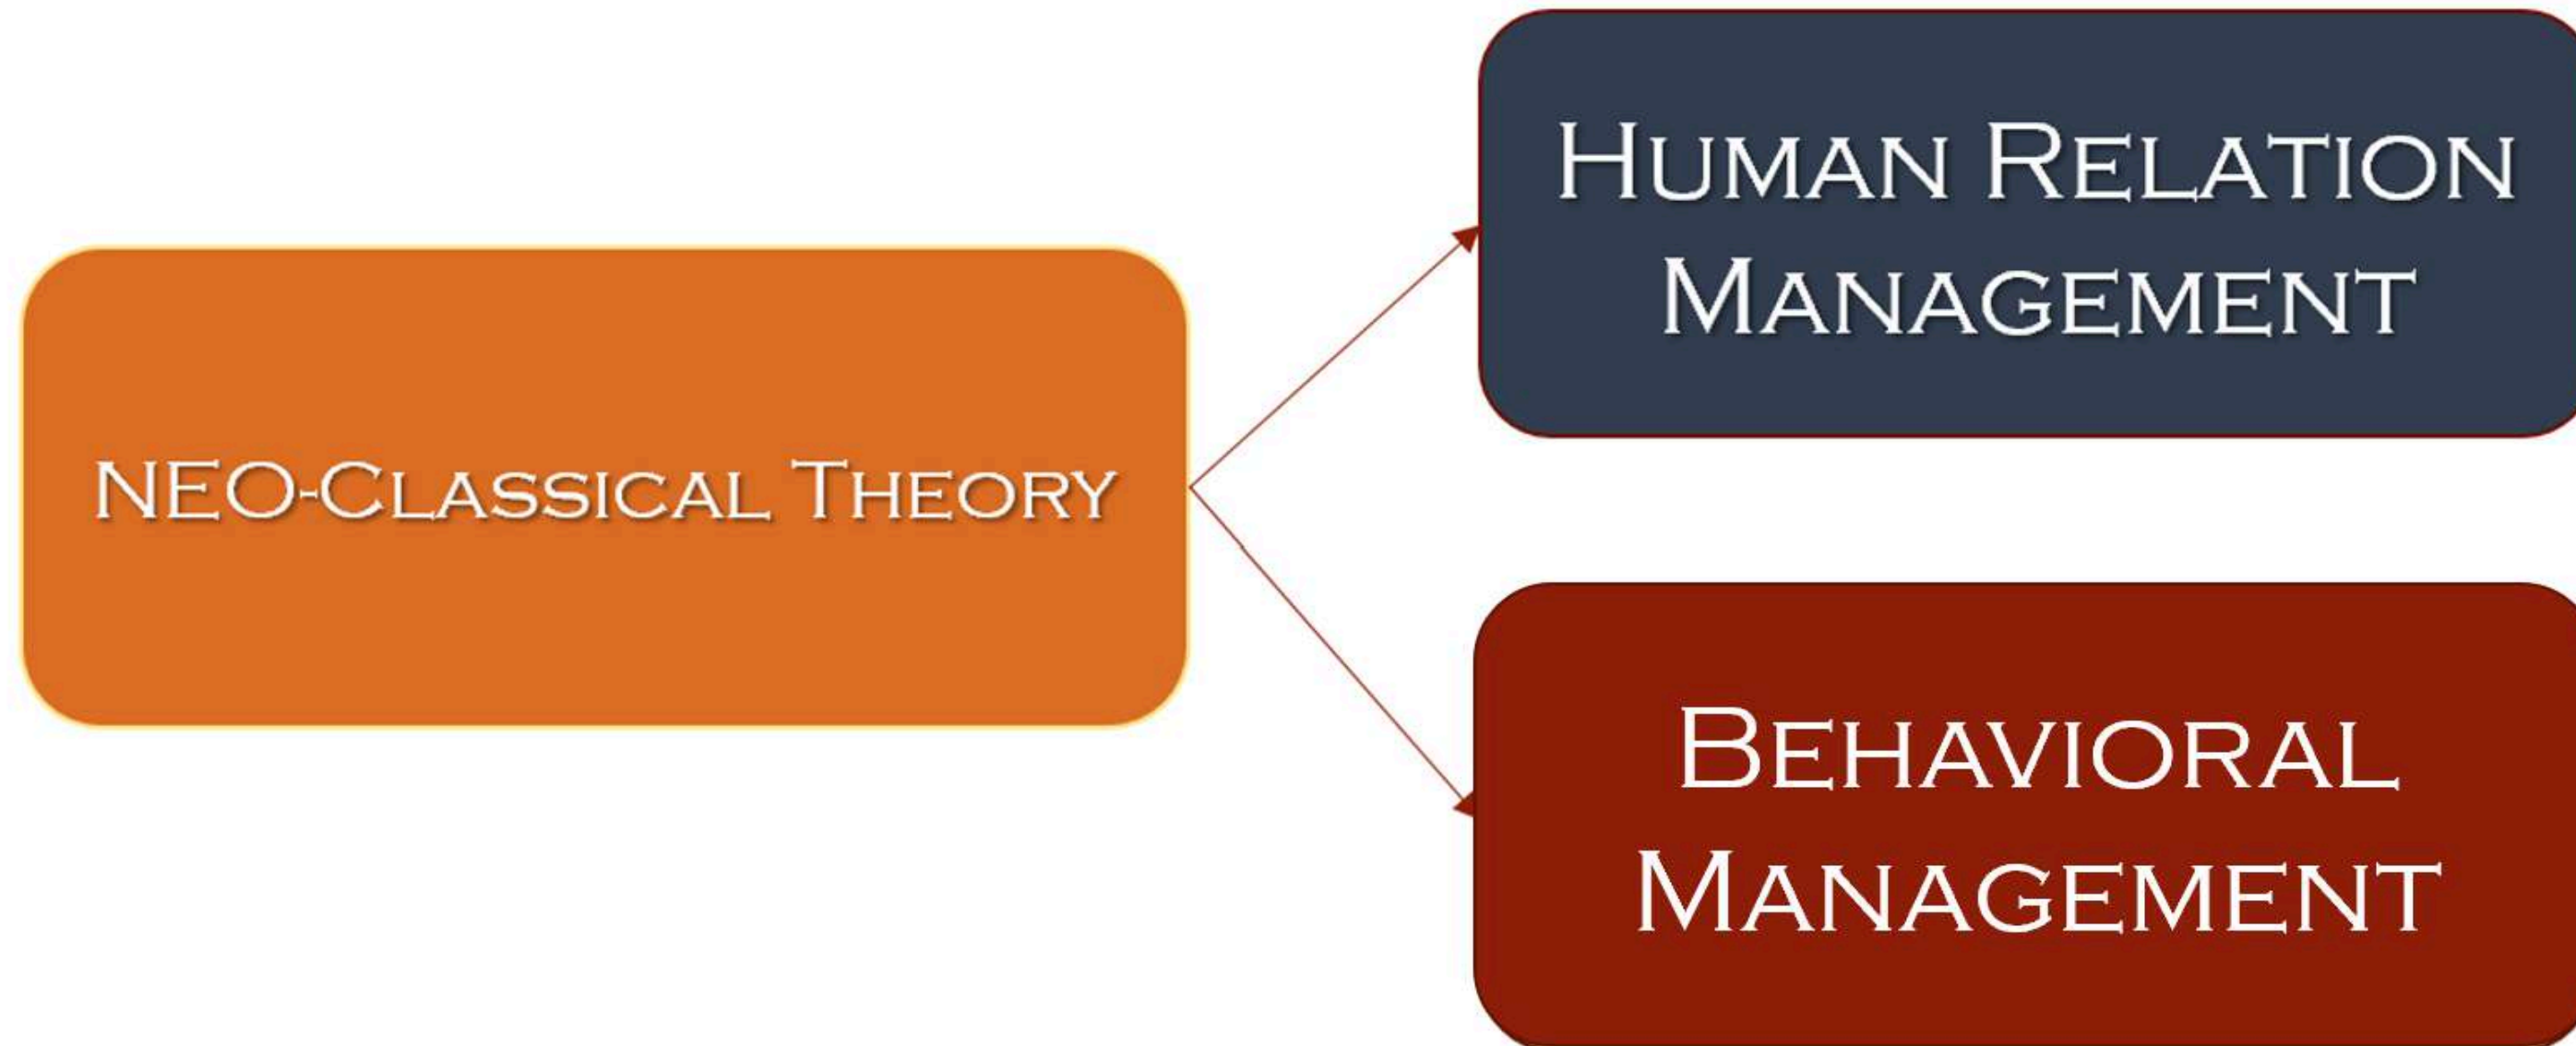 NEO-Classical Theory
Human Relation
Management
Behavioral
Management